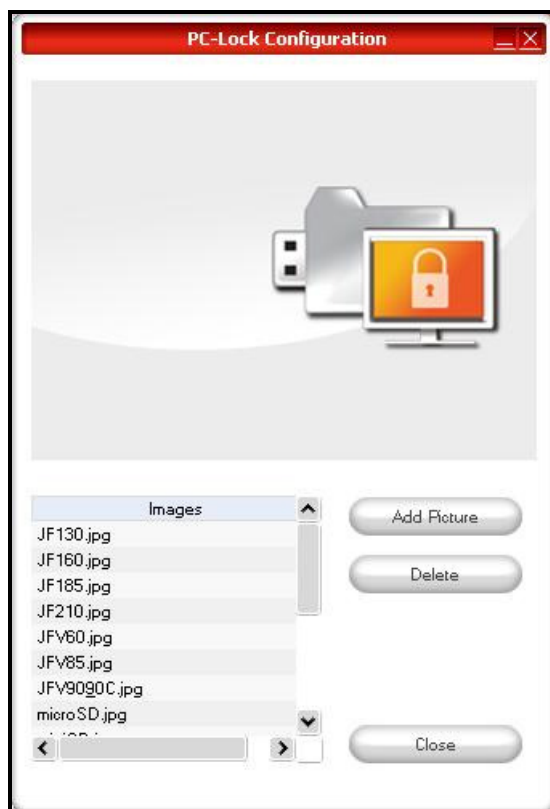 PC-Lock Configuration
Images
JF130.jpg
JF160.jpg
JF185.jpg
JF210.jpg
JFV60.jpg
JFV85.jpg
JFV9090C.jpg
microSD.jpg
Add Picture
Delete
Close